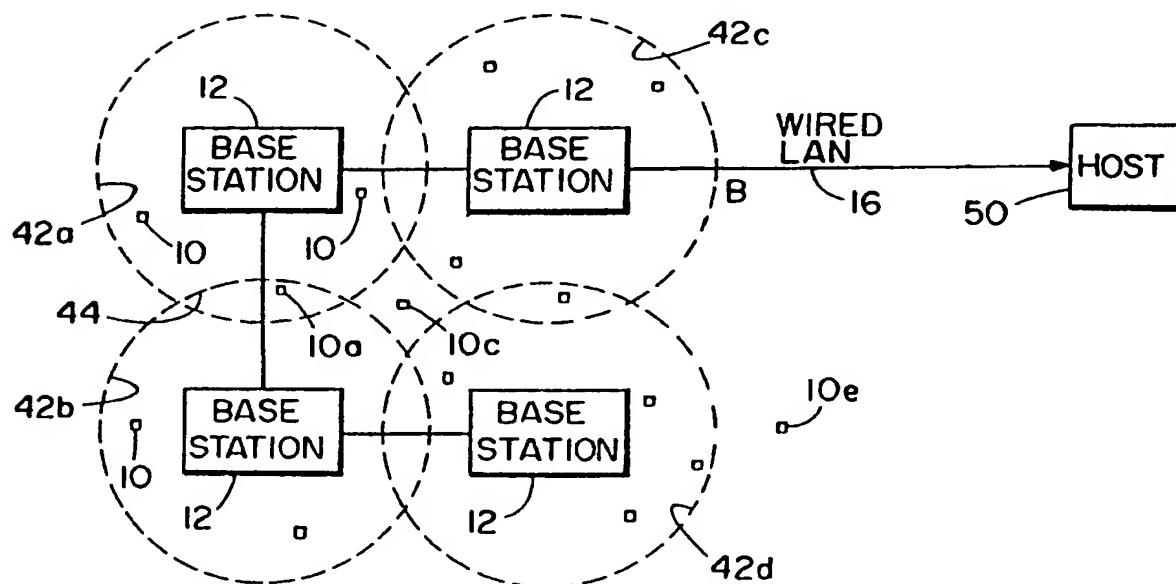 42c
12
12
BASE
STATION
BASE
STATION
WIRED
LAN
B
16
HOST
50
42a
10
10
44
10a
10c
42b
10
BASE
STATION
12
BASE
STATION
12
10e
42d